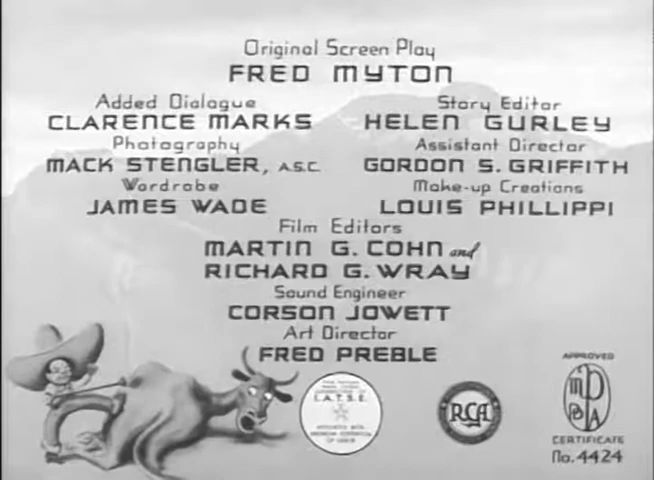 Original Screen Play
FRED MYTON
Added Dialogue
CLARENCE MARKS
Story Editor
HELEN GURLEY
Photography
MACK STENGLER, A.S.C.
Assistant Director
GORDON S. GRIFFITH
Wardrobe
JAMES WADE
Make-up Creations
LOUIS PHILLIPPI
Film Editors
MARTIN G. COHN and
RICHARD G. WRAY
Sound Engineer
CORSON JOWETT
Art Director
FRED PREBLE
I.A.T.S.E.
RCA
APPROVED
MPPDA
CERTIFICATE
No. 4424